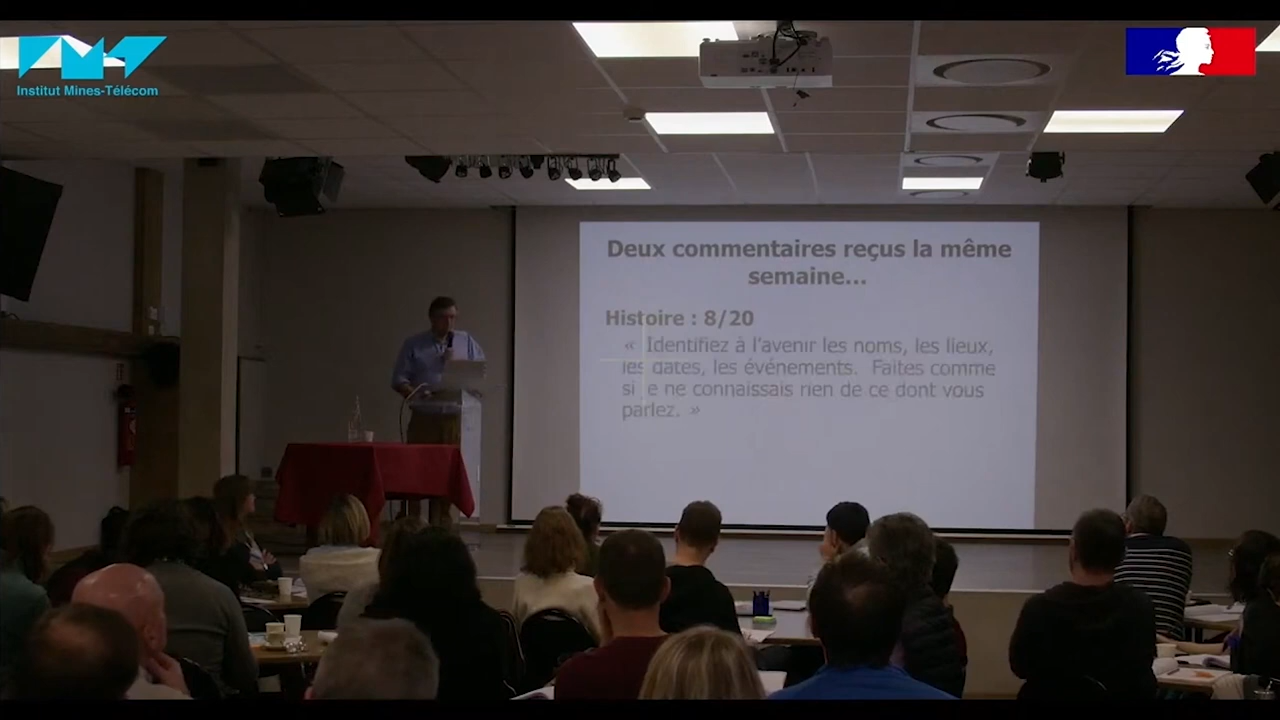 Institut Mines-Télécom
Deux commentaires reçus la même
semaine...
Histoire : 8/20
« Identifiez à l'avenir les noms, les lieux,
les dates, les événements. Faites comme
si je ne connaissais rien de ce dont vous
parlez. »